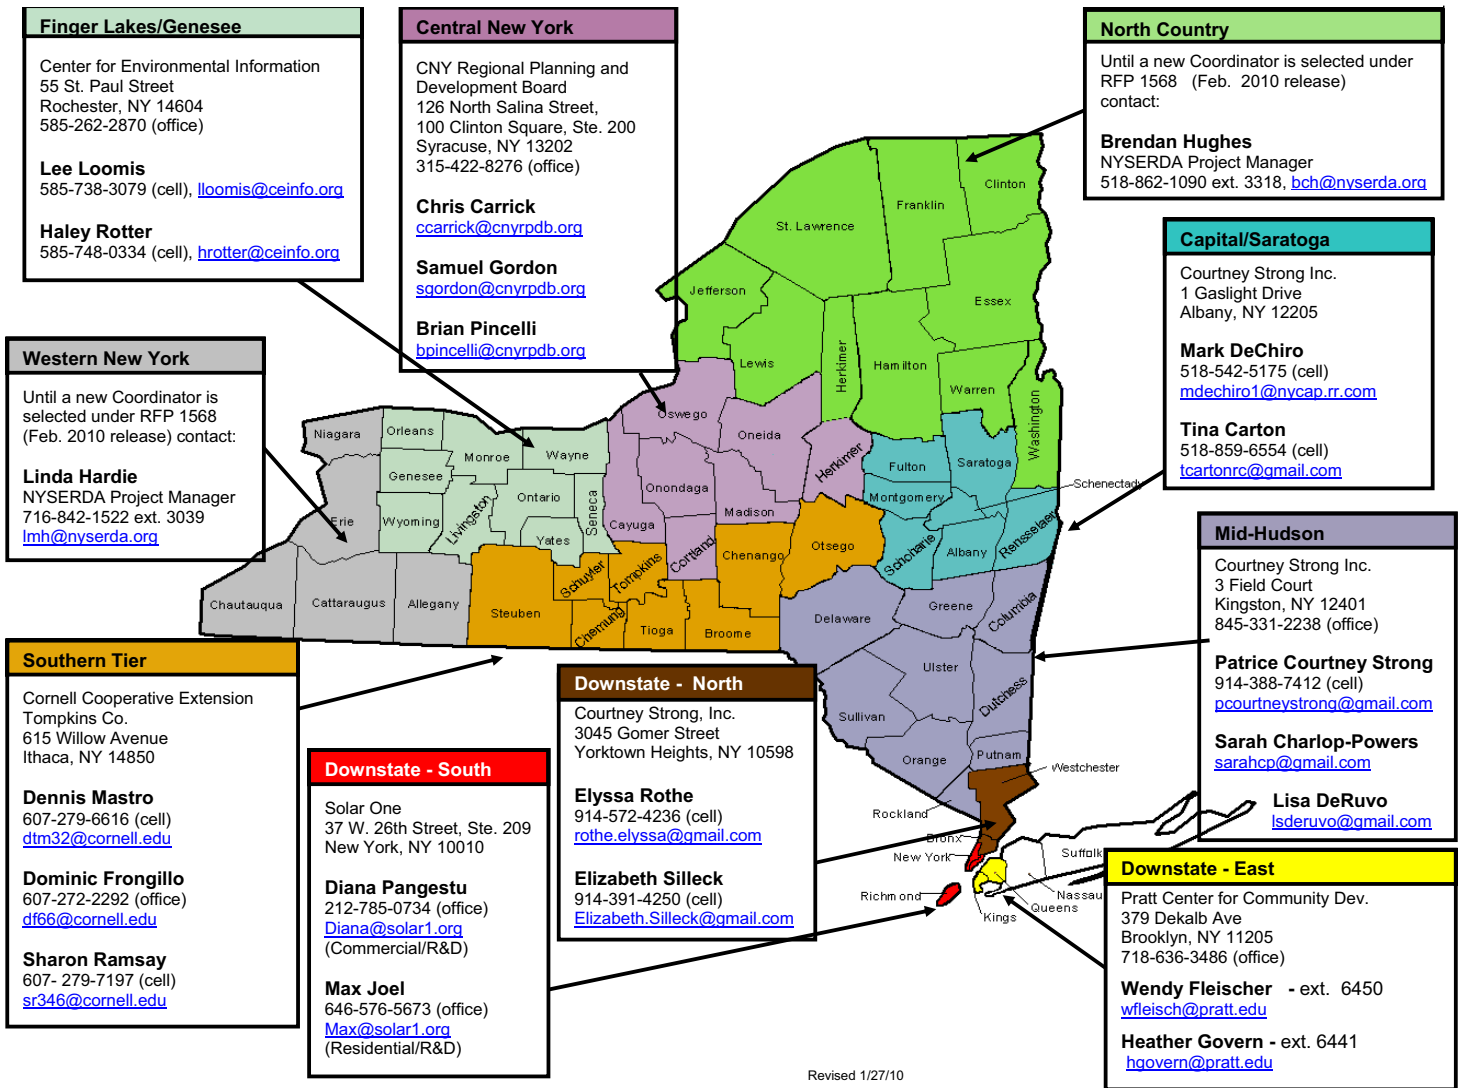 Finger Lakes/Genesee
Center for Environmental Information
55 St. Paul Street
Rochester, NY 14604
585-262-2870 (office)
Lee Loomis
585-738-3079 (cell), lloomis@ceinfo.org
Haley Rotter
585-748-0334 (cell), hrotter@ceinfo.org
Central New York
CNY Regional Planning and
Development Board
126 North Salina Street,
100 Clinton Square, Ste. 200
Syracuse, NY 13202
315-422-8276 (office)
Chris Carrick
ccarrick@cnyrpdb.org
Samuel Gordon
sgordon@cnyrpdb.org
Brian Pincelli
bpincelli@cnyrpdb.org
North Country
Until a new Coordinator is selected under
RFP 1568 (Feb. 2010 release)
contact:
Brendan Hughes
NYSERDA Project Manager
518-862-1090 ext. 3318, bch@nyserda.org
Capital/Saratoga
Courtney Strong Inc.
1 Gaslight Drive
Albany, NY 12205
Mark DeChiro
518-542-5175 (cell)
mdechiro1@nycap.rr.com
Tina Carton
518-859-6554 (cell)
tcartonrc@gmail.com
Western New York
Until a new Coordinator is
selected under RFP 1568
(Feb. 2010 release) contact:
Linda Hardie
NYSERDA Project Manager
716-842-1522 ext. 3039
lmh@nyserda.org
Mid-Hudson
Courtney Strong Inc.
3 Field Court
Kingston, NY 12401
845-331-2238 (office)
Patrice Courtney Strong
914-388-7412 (cell)
pcourtneystrong@gmail.com
Sarah Charlop-Powers
sarahcp@gmail.com
Lisa DeRuvo
lsderuvo@gmail.com
Southern Tier
Cornell Cooperative Extension
Tompkins Co.
615 Willow Avenue
Ithaca, NY 14850
Dennis Mastro
607-279-6616 (cell)
dtm32@cornell.edu
Dominic Frongillo
607-272-2292 (office)
df66@cornell.edu
Sharon Ramsay
607- 279-7197 (cell)
sr346@cornell.edu
Downstate - South
Solar One
37 W. 26th Street, Ste. 209
New York, NY 10010
Diana Pangestu
212-785-0734 (office)
Diana@solar1.org
(Commercial/R&D)
Max Joel
646-576-5673 (office)
Max@solar1.org
(Residential/R&D)
Downstate - North
Courtney Strong, Inc.
3045 Gomer Street
Yorktown Heights, NY 10598
Elyssa Rothe
914-572-4236 (cell)
rothe.elyssa@gmail.com
Elizabeth Silleck
914-391-4250 (cell)
Elizabeth.Silleck@gmail.com
Downstate - East
Pratt Center for Community Dev.
379 Dekalb Ave
Brooklyn, NY 11205
718-636-3486 (office)
Wendy Fleischer - ext. 6450
wfleisch@pratt.edu
Heather Govern - ext. 6441
hgovern@pratt.edu
Clinton
Franklin
St. Lawrence
Jefferson
Essex
Lewis
Herkimer
Hamilton
Warren
Washington
Oswego
Oneida
Herkimer
Niagara
Orleans
Monroe
Wayne
Genesee
Ontario
Seneca
Livingston
Wyoming
Yates
Erie
Onondaga
Madison
Cayuga
Cortland
Fulton
Saratoga
Montgomery
Schenectady
Schoharie
Albany
Rensselaer
Otsego
Chenango
Chautauqua
Cattaraugus
Allegany
Steuben
Schuyler
Tompkins
Chemung
Tioga
Broome
Delaware
Greene
Columbia
Ulster
Dutchess
Sullivan
Orange
Putnam
Westchester
Rockland
Bronx
New York
Richmond
Kings
Queens
Nassau
Suffolk
Revised 1/27/10